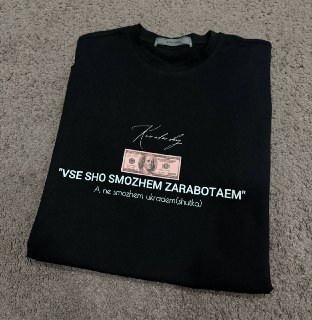 "VSE SHO SMOZHEM ZARABOTAEM"
A ne smozhem ukradem(shutka)